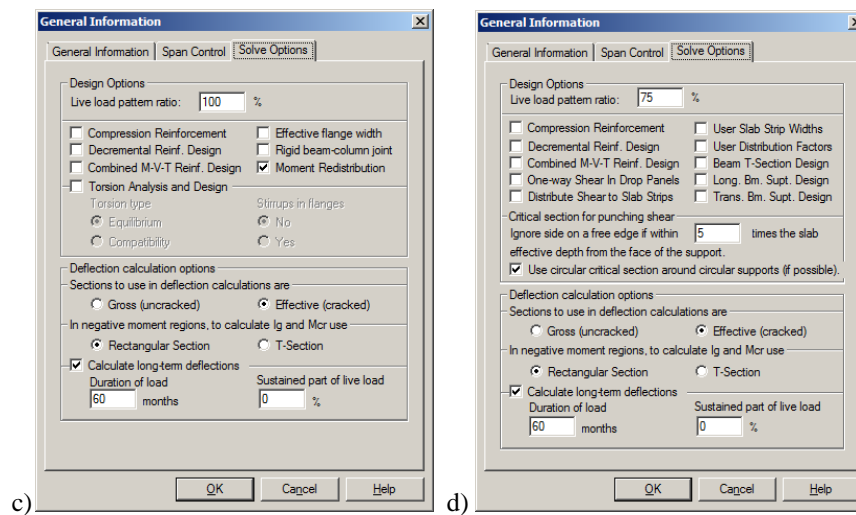 General Information
General Information Span Control Solve Options
Design Options
Live load pattern ratio: 100 %
Compression Reinforcement Effective flange width
Decremental Reinf. Design Rigid beam-column joint
Combined M-V-T Reinf. Design Moment Redistribution
Torsion Analysis and Design
Torsion type Stirrups in flanges
Equilibrium No
Compatibility Yes
Deflection calculation options
Sections to use in deflection calculations are
Gross (uncracked) Effective (cracked)
In negative moment regions, to calculate Ig and Mcr use
Rectangular Section T-Section
Calculate long-term deflections
Duration of load Sustained part of live load
60 months 0 %
OK Cancel Help
c)
General Information
General Information Span Control Solve Options
Design Options
Live load pattern ratio: 75 %
Compression Reinforcement User Slab Strip Widths
Decremental Reinf. Design User Distribution Factors
Combined M-V-T Reinf. Design Beam T-Section Design
One-way Shear In Drop Panels Long. Bm. Supt. Design
Distribute Shear to Slab Strips Trans. Bm. Supt. Design
Critical section for punching shear
Ignore side on a free edge if within 5 times the slab
effective depth from the face of the support.
Use circular critical section around circular supports (if possible).
Deflection calculation options
Sections to use in deflection calculations are
Gross (uncracked) Effective (cracked)
In negative moment regions, to calculate Ig and Mcr use
Rectangular Section T-Section
Calculate long-term deflections
Duration of load Sustained part of live load
60 months 0 %
OK Cancel Help
d)